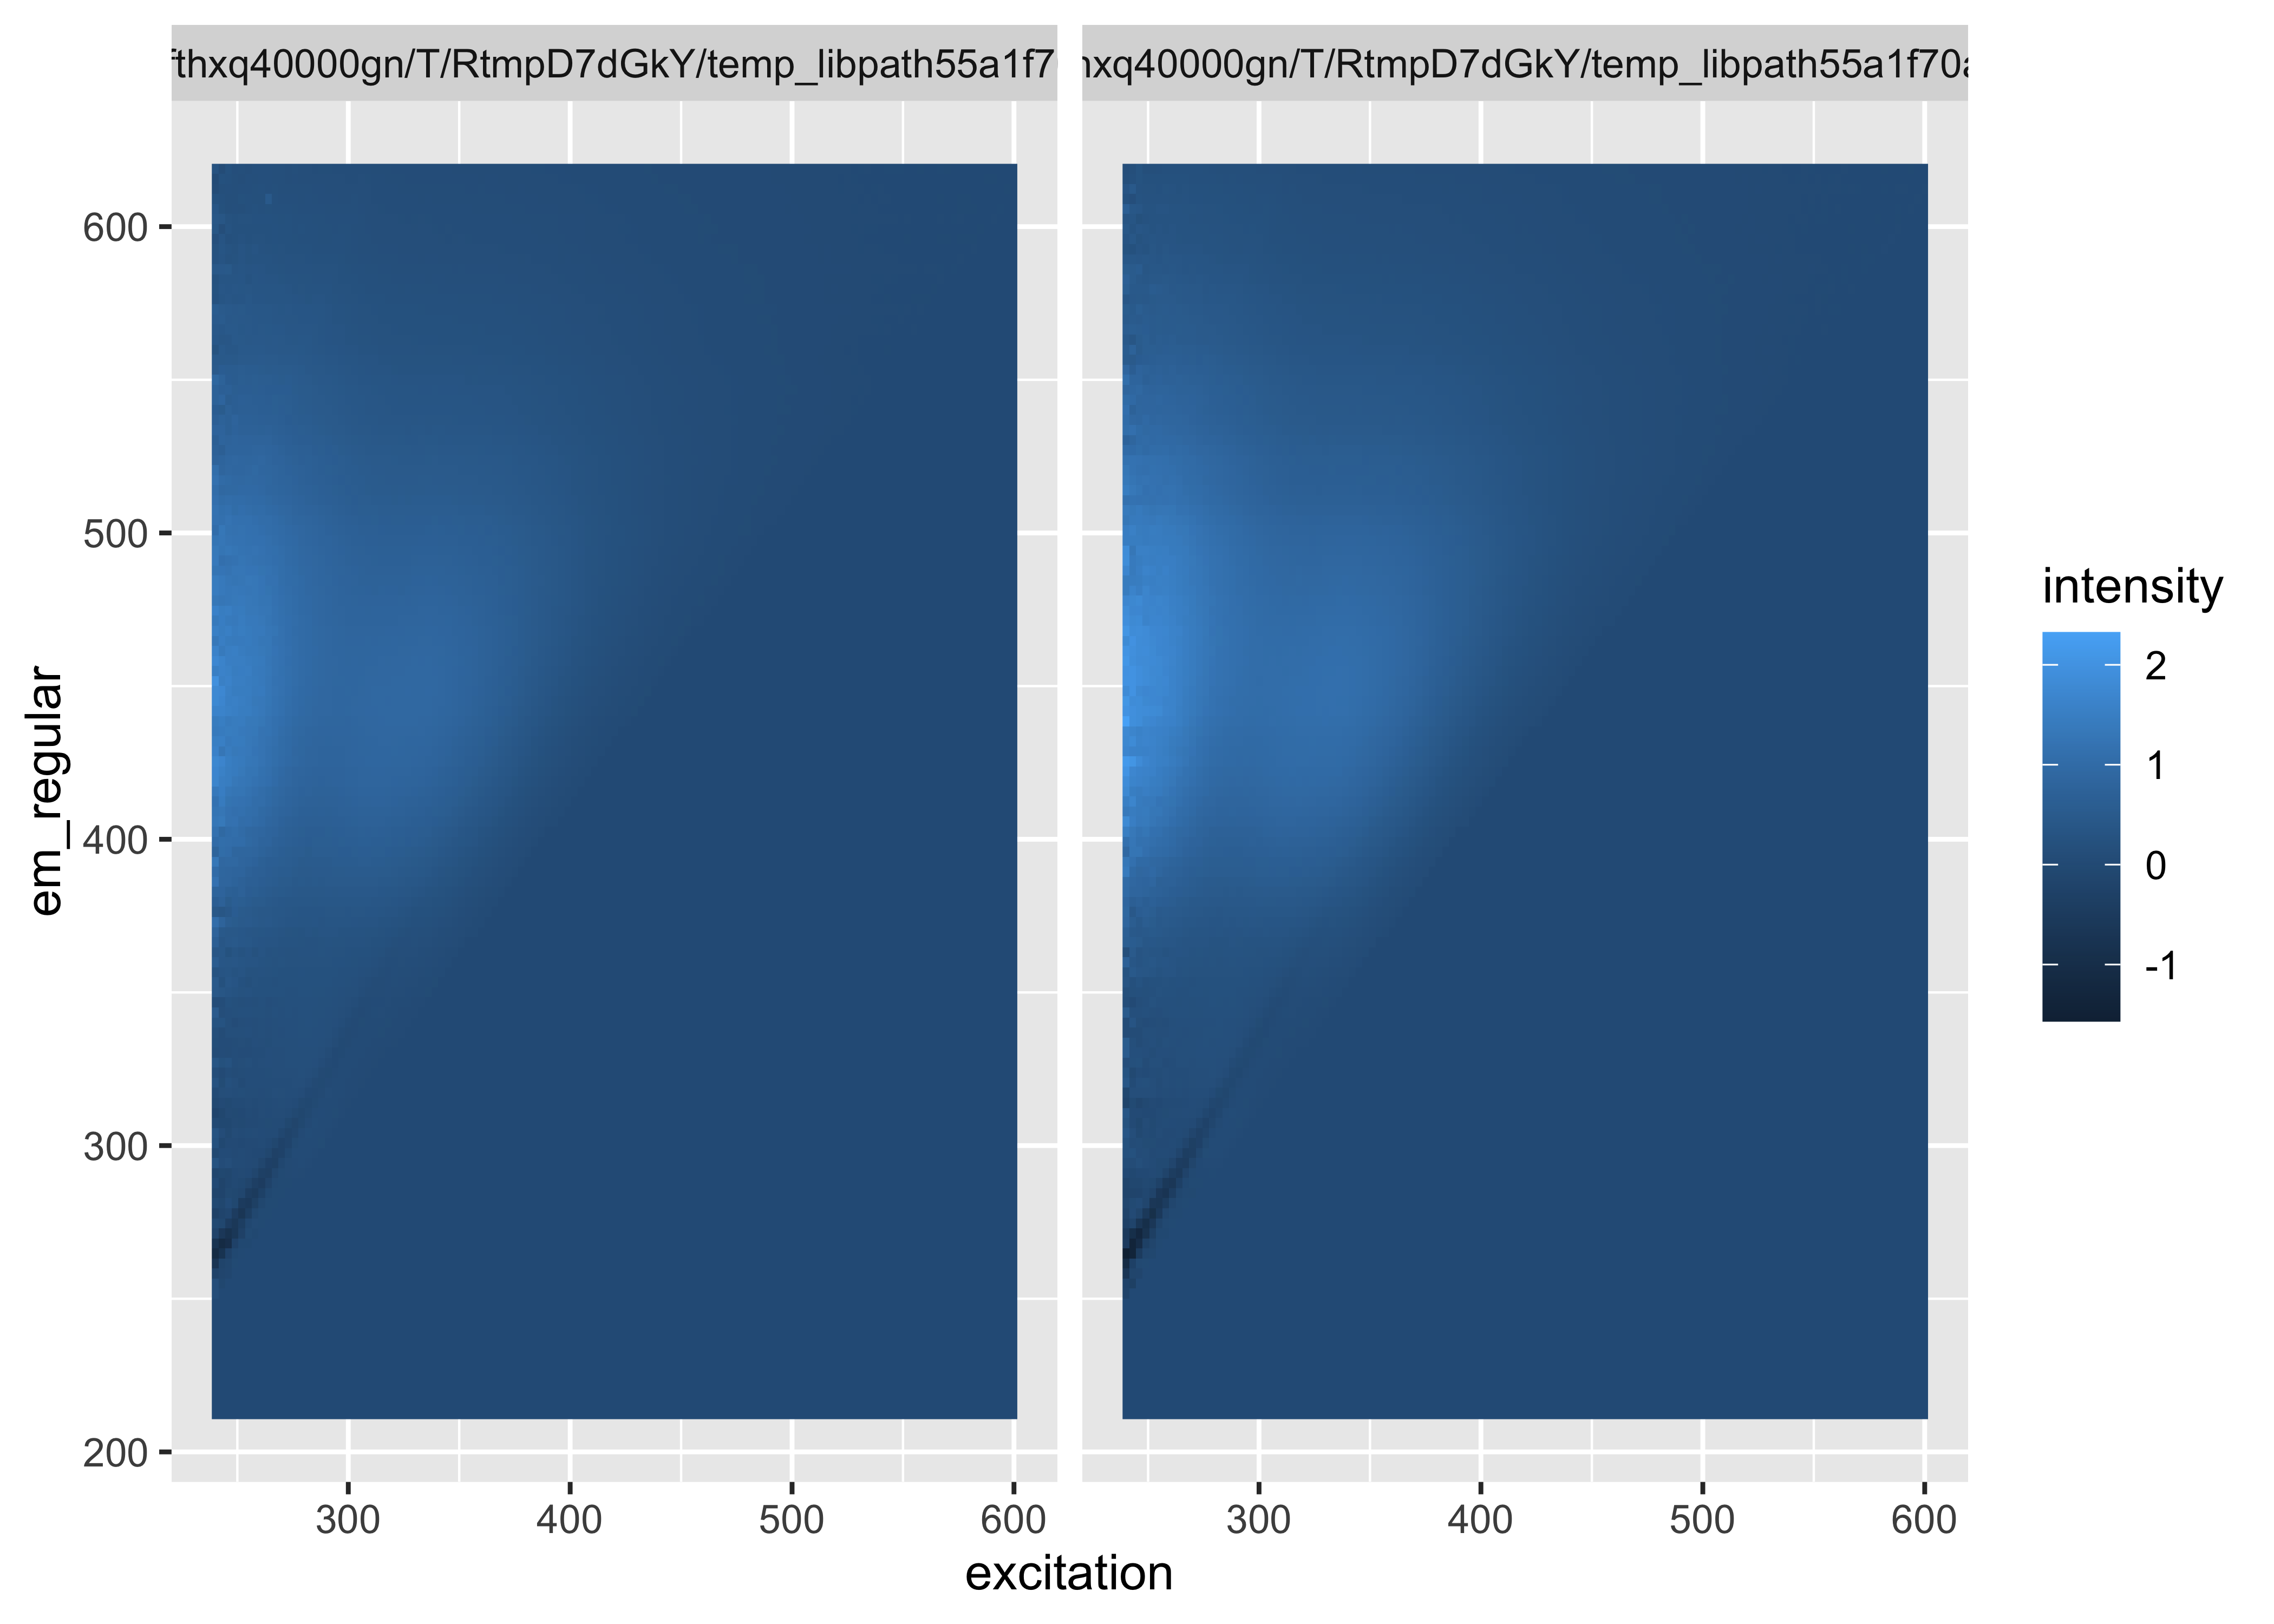 fthxq40000gn/T/RtmpD7dGkY/temp_libpath55a1f7
hxq40000gn/T/RtmpD7dGkY/temp_libpath55a1f70a
600
500
400
300
200
em_regular
300 400 500 600
300 400 500 600
excitation
intensity
2
1
0
-1